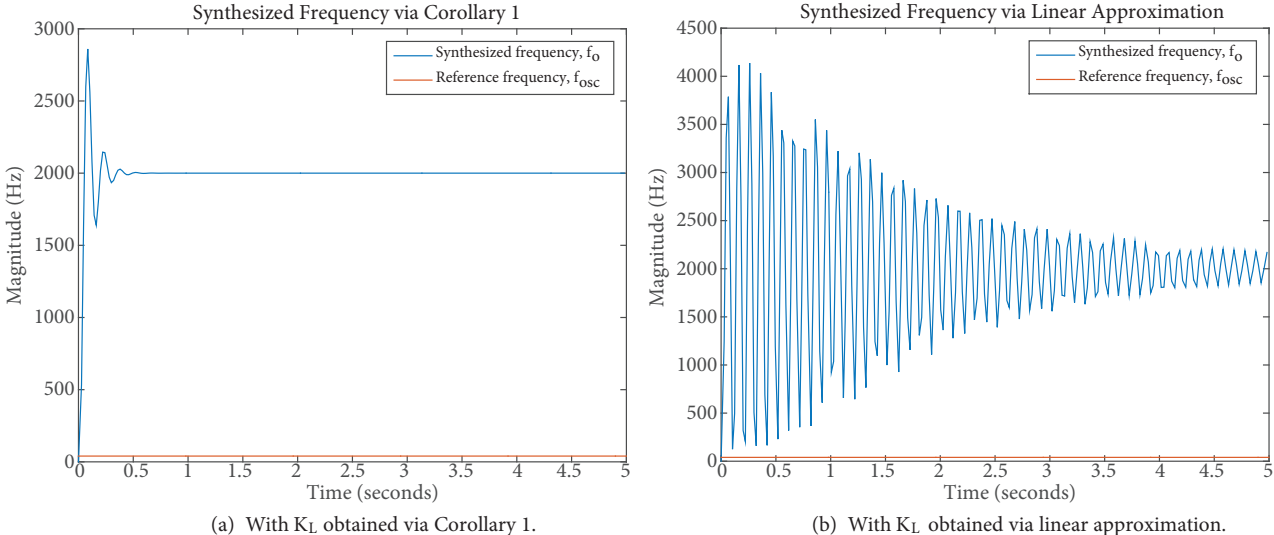 Synthesized Frequency via Corollary 1
3000
2500
2000
1500
1000
500
0
Magnitude (Hz)
Synthesized frequency, fo
Reference frequency, fosc
0 0.5 1 1.5 2 2.5 3 3.5 4 4.5 5
Time (seconds)
(a) With KL obtained via Corollary 1.
Synthesized Frequency via Linear Approximation
4500
4000
3500
3000
2500
2000
1500
1000
500
0
Magnitude (Hz)
Synthesized frequency, fo
Reference frequency, fosc
0 0.5 1 1.5 2 2.5 3 3.5 4 4.5 5
Time (seconds)
(b) With KL obtained via linear approximation.